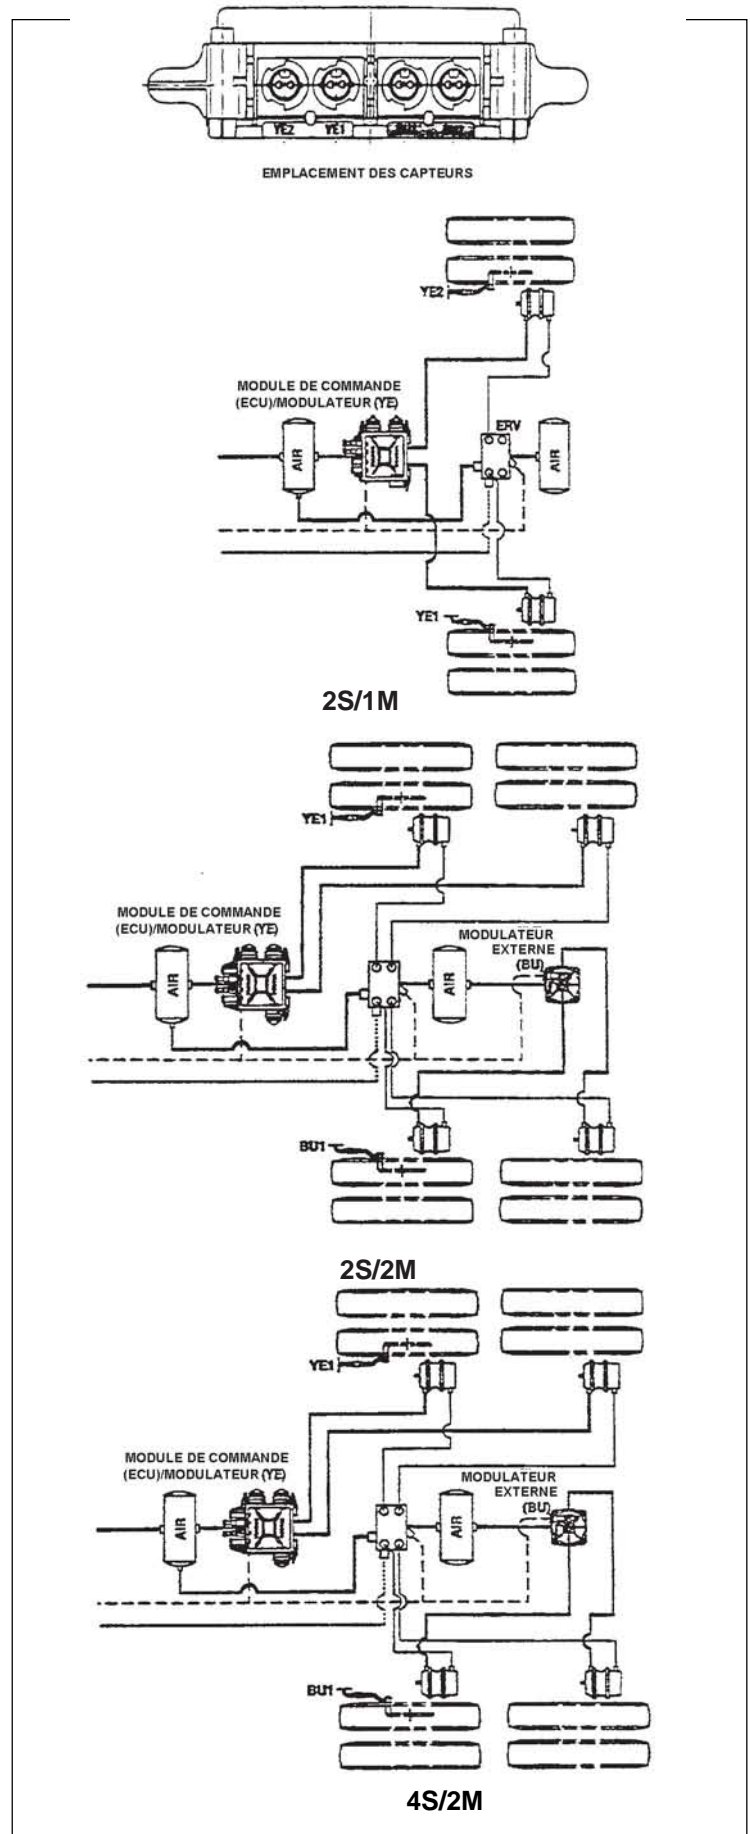 YE2 YE1
EMPLACEMENT DES CAPTEURS
YE2
MODULE DE COMMANDE
(ECU)/MODULATEUR (YE)
ERV
AIR
AIR
YE1
2S/1M
YE1
MODULE DE COMMANDE
(ECU)/MODULATEUR (YE)
MODULATEUR
EXTERNE
(BU)
AIR
AIR
BU1
2S/2M
YE1
MODULE DE COMMANDE
(ECU)/MODULATEUR (YE)
MODULATEUR
EXTERNE
(BU)
AIR
AIR
BU1
4S/2M